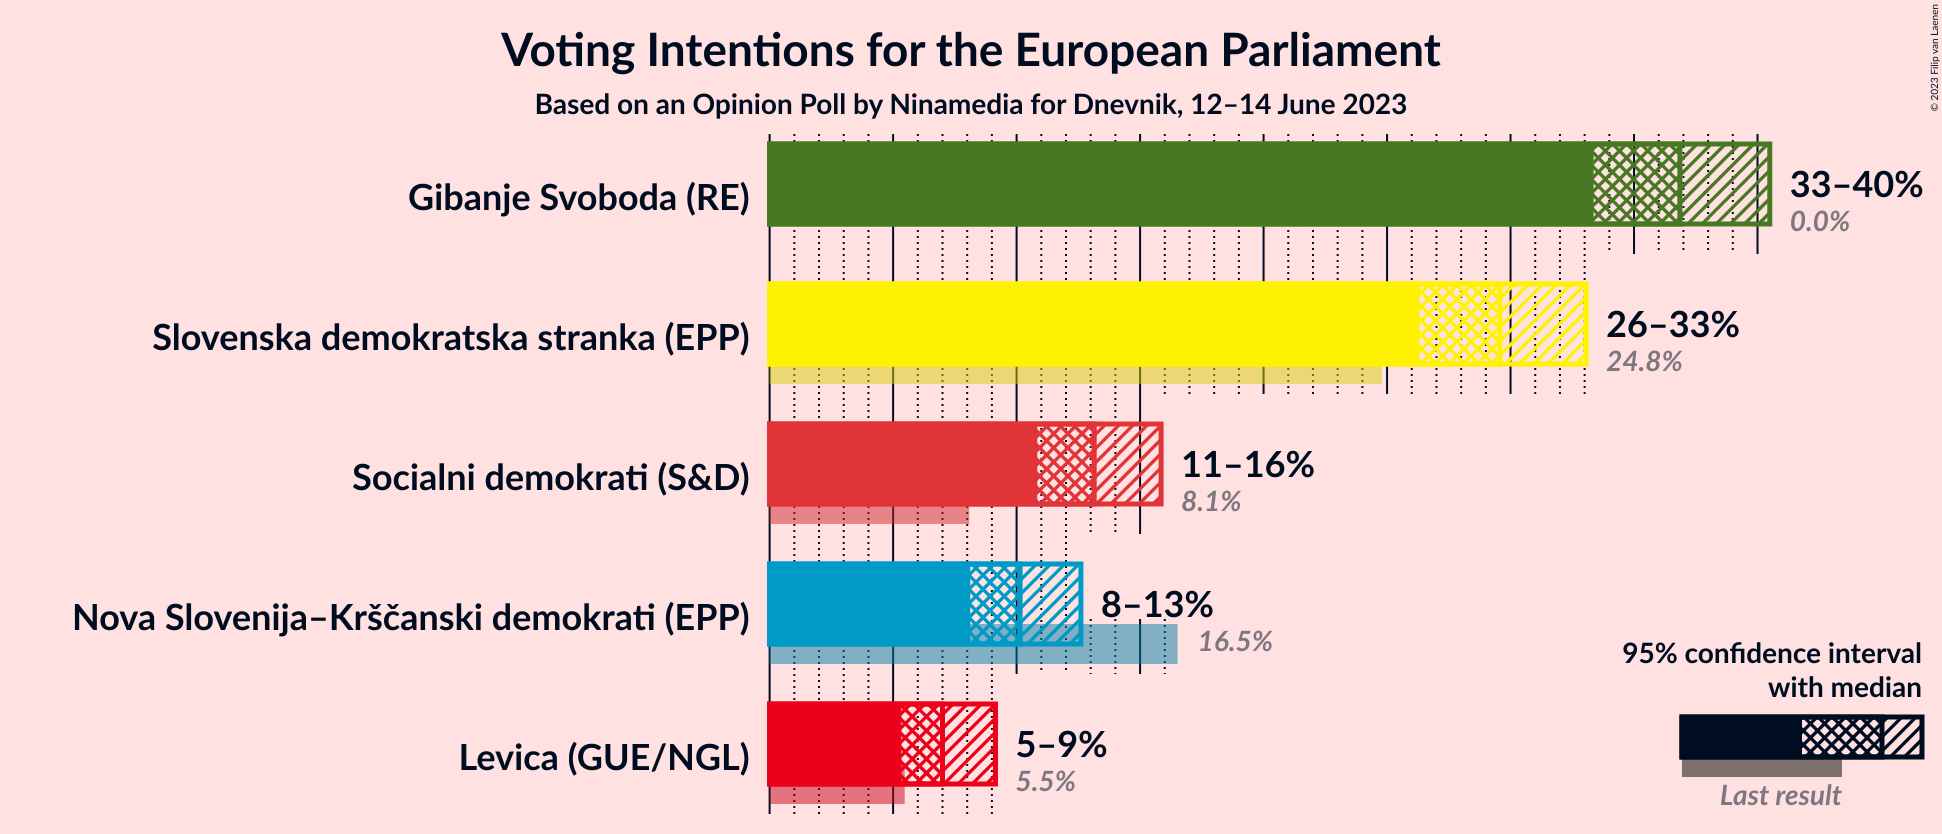 Voting Intentions for the European Parliament
Based on an Opinion Poll by Ninamedia for Dnevnik, 12–14 June 2023
© 2023 Filip van Laenen
Gibanje Svoboda (RE)
33–40%
0.0%
Slovenska demokratska stranka (EPP)
26–33%
24.8%
Socialni demokrati (S&D)
11–16%
8.1%
Nova Slovenija–Krščanski demokrati (EPP)
8–13%
16.5%
Levica (GUE/NGL)
5–9%
5.5%
95% confidence interval
with median
Last result